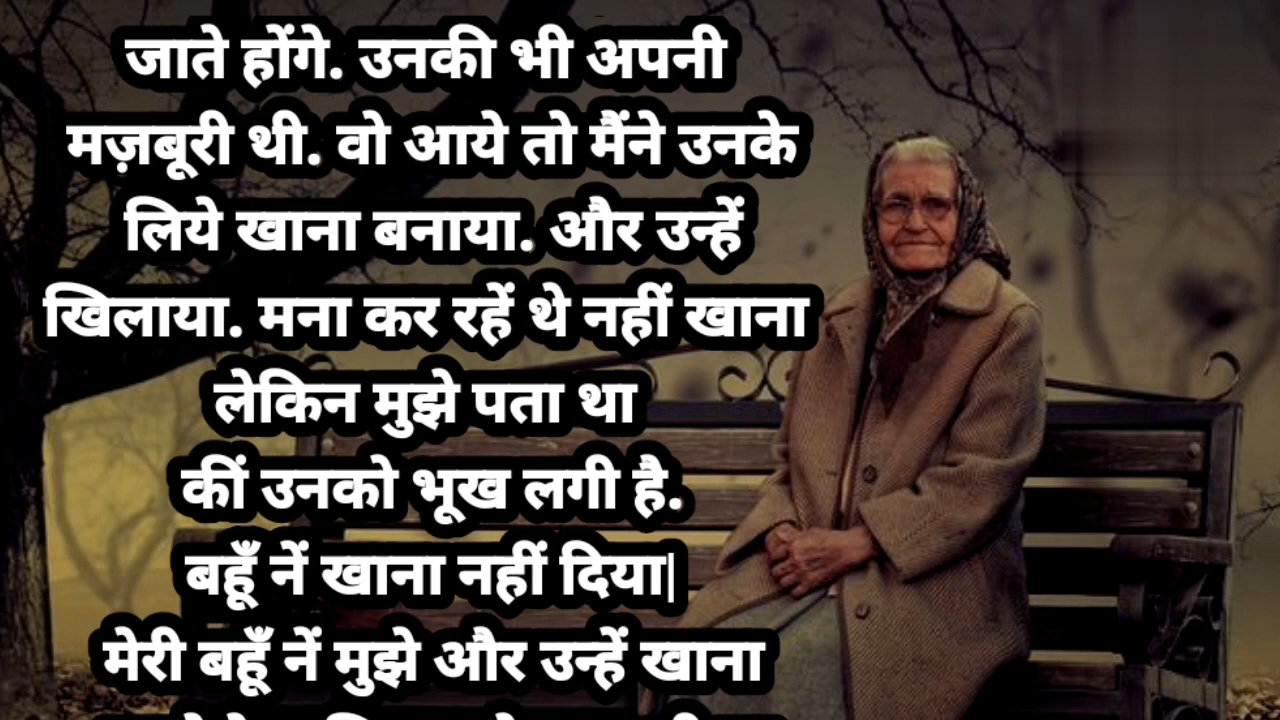 जाते होंगे. उनकी भी अपनी
मज़बूरी थी. वो आये तो मैंने उनके
लिये खाना बनाया. और उन्हें
खिलाया. मना कर रहें थे नहीं खाना
लेकिन मुझे पता था
कीं उनको भूख लगी है.
बहूँ नें खाना नहीं दिया|
मेरी बहूँ नें मुझे और उन्हें खाना